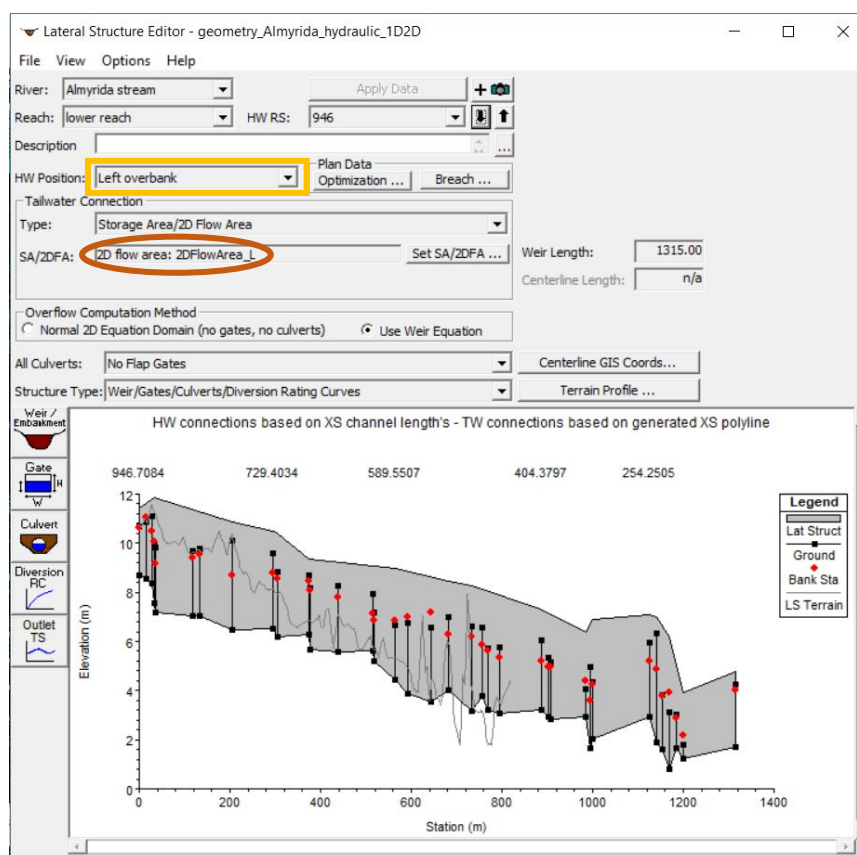 Lateral Structure Editor - geometry_Almyrida_hydraulic_1D2D
File View Options Help
River: Almyrida stream Apply Data +
Reach: lower reach HW RS: 946
Description ...
Plan Data
HW Position: Left overbank Optimization ... Breach ...
Tailwater Connection
Type: Storage Area/2D Flow Area
SA/2DFA: 2D flow area: 2DFlowArea_L Set SA/2DFA ... Weir Length: 1315.00
Centerline Length: n/a
Overflow Computation Method
Normal 2D Equation Domain (no gates, no culverts) Use Weir Equation
All Culverts: No Flap Gates Centerline GIS Coords...
Structure Type: Weir/Gates/Culverts/Diversion Rating Curves Terrain Profile ...
Weir / Embankment
Gate
H
W
Culvert
Diversion RC
Outlet TS
HW connections based on XS channel length's - TW connections based on generated XS polyline
946.7084 729.4034 589.5507 404.3797 254.2505
Legend
Lat Struct
Ground
Bank Sta
LS Terrain
12
10
8
6
4
2
0
Elevation (m)
0 200 400 600 800 1000 1200 1400
Station (m)